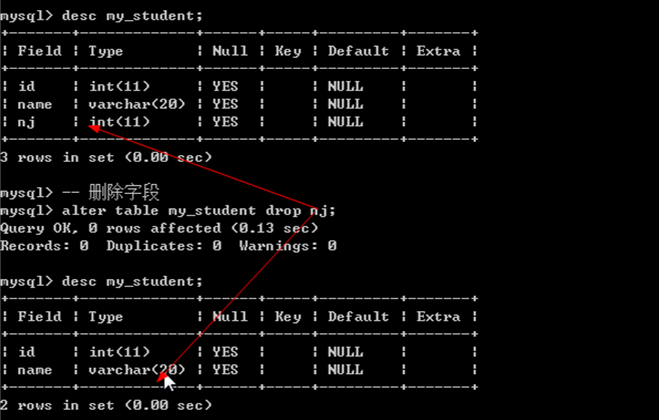 mysql> desc my_student;
+-------+-------------+------+-----+---------+-------+
| Field | Type        | Null | Key | Default | Extra |
+-------+-------------+------+-----+---------+-------+
| id    | int(11)     | YES  |     | NULL    |       |
| name  | varchar(20) | YES  |     | NULL    |       |
| nj    | int(11)     | YES  |     | NULL    |       |
+-------+-------------+------+-----+---------+-------+
3 rows in set (0.00 sec)
mysql> -- 删除字段
mysql> alter table my_student drop nj;
Query OK, 0 rows affected (0.13 sec)
Records: 0  Duplicates: 0  Warnings: 0
mysql> desc my_student;
+-------+-------------+------+-----+---------+-------+
| Field | Type        | Null | Key | Default | Extra |
+-------+-------------+------+-----+---------+-------+
| id    | int(11)     | YES  |     | NULL    |       |
| name  | varchar(20) | YES  |     | NULL    |       |
+-------+-------------+------+-----+---------+-------+
2 rows in set (0.00 sec)